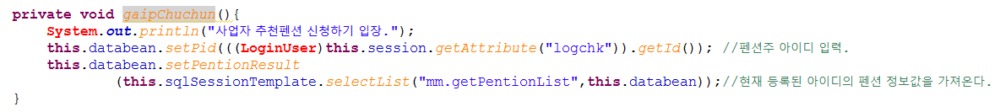 private void gaipChuchun(){
System.out.println("사업자 추천펜션 신청하기 입장.");
this.databean.setPid(((LoginUser)this.session.getAttribute("logchk")).getId()); //펜션주 아이디 입력.
this.databean.setPentionResult
(this.sqlSessionTemplate.selectList("mm.getPentionList",this.databean));//현재 등록된 아이디의 펜션 정보값을 가져온다.
}